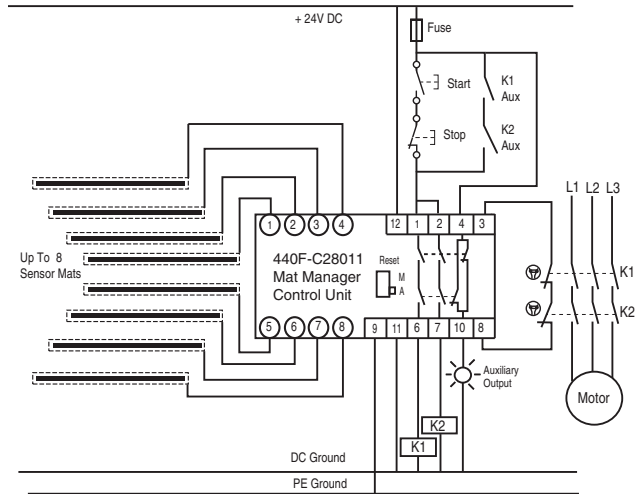 + 24V DC
Fuse
Start
K1
Aux
Stop
K2
Aux
L1 L2 L3
1 2 3 4
12 1 2 4 3
Up To 8
Sensor Mats
440F-C28011
Mat Manager
Control Unit
Reset
M
A
K1
K2
5 6 7 8
9 11 6 7 10 8
Auxiliary
Output
Motor
K2
K1
DC Ground
PE Ground